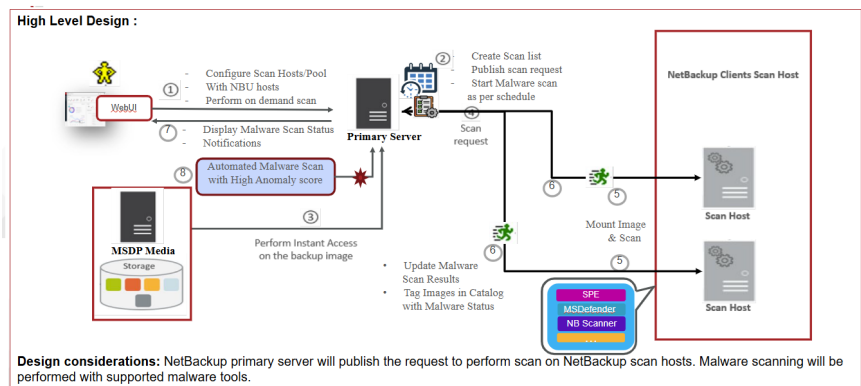 High Level Design :
① - Configure Scan Hosts/Pool
- With NBU hosts
- Perform on demand scan
WebUI
⑦ - Display Malware Scan Status
- Notifications
Primary Server
② - Create Scan list
- Publish scan request
- Start Malware scan
as per schedule
④
Scan
request
NetBackup Clients Scan Host
⑧ Automated Malware Scan
with High Anomaly score
③
Perform Instant Access
on the backup image
MSDP Media
Storage
⑥
⑤
Scan Host
Mount Image
& Scan
⑥
⑤
Scan Host
• Update Malware
Scan Results
• Tag Images in Catalog
with Malware Status
SPE
MSDefender
NB Scanner
. . .
Design considerations: NetBackup primary server will publish the request to perform scan on NetBackup scan hosts. Malware scanning will be
performed with supported malware tools.